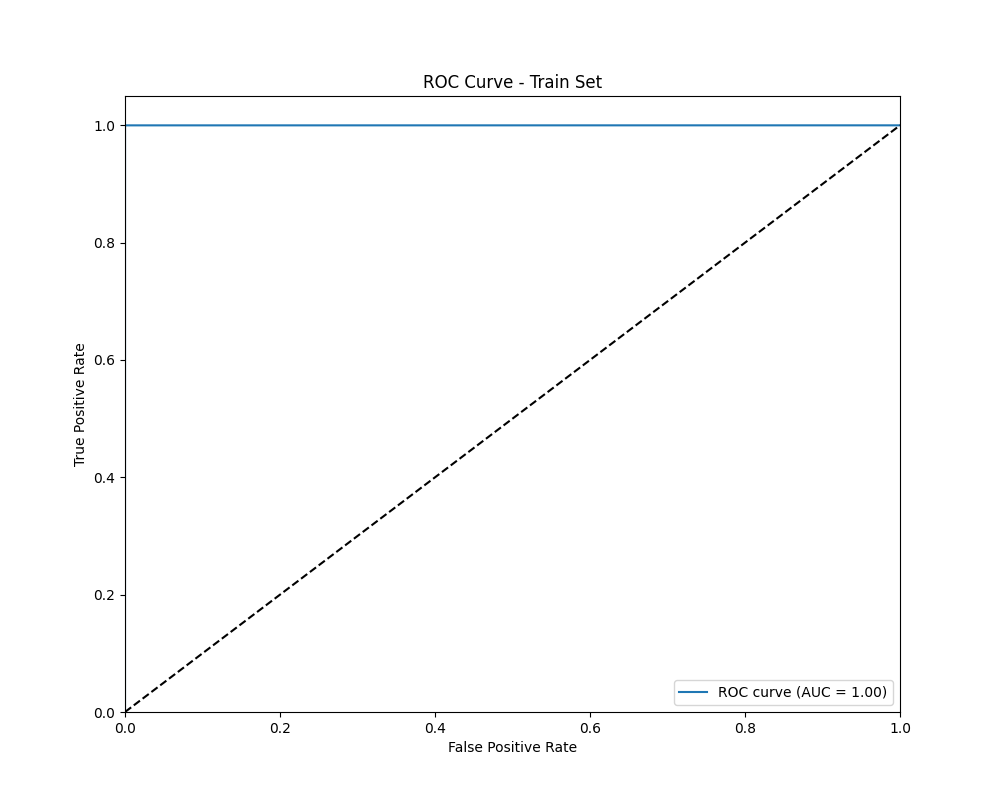 ROC Curve - Train Set
1.0
0.8
0.6
0.4
0.2
0.0
True Positive Rate
0.0 0.2 0.4 0.6 0.8 1.0
False Positive Rate
ROC curve (AUC = 1.00)